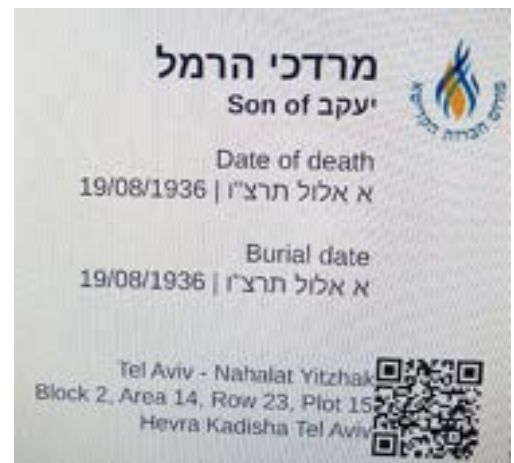 מרדכי הרמל
Son of יעקב
Date of death
א אלול תרצ"ו | 19/08/1936
Burial date
א אלול תרצ"ו | 19/08/1936
Tel Aviv - Nahalat Yitzhak
Block 2, Area 14, Row 23, Plot 15
Hevra Kadisha Tel Aviv